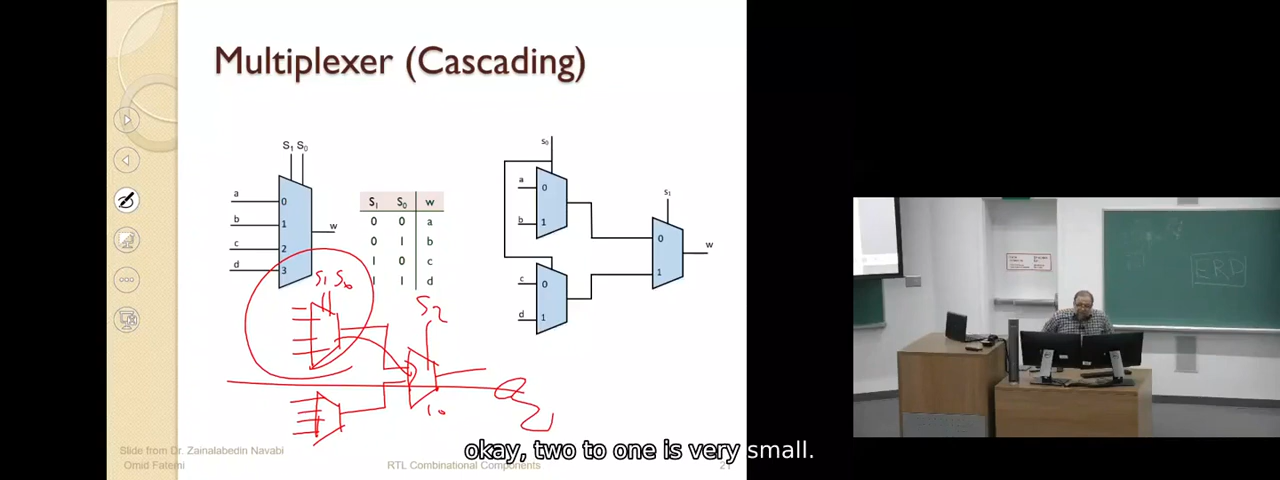 Multiplexer (Cascading)
S1 S0
a
b
c
d
0
1
2
3
w
S1 S0 w
0 0 a
0 1 b
1 0 c
1 1 d
s0
a
b
0
1
c
d
0
1
s1
0
1
w
S1 S0
S2
ERD
okay, two to one is very small.
Slide from Dr. Zainalabedin Navabi
Omid Fatemi
RTL Combinational Components
21